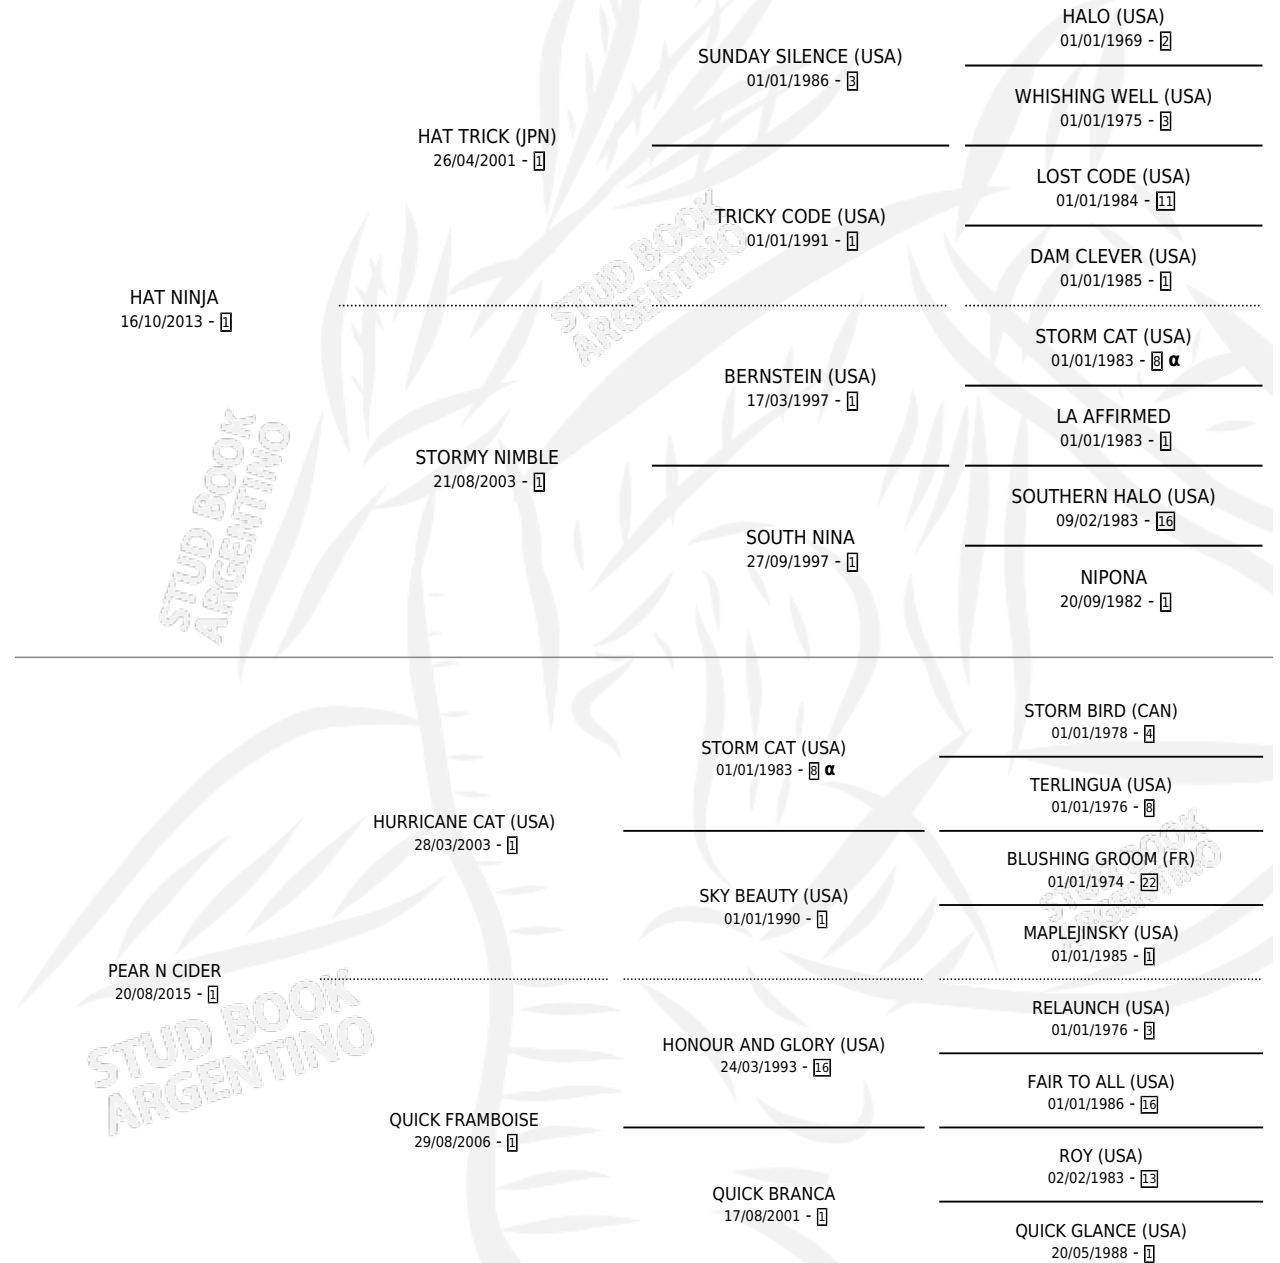 HALO (USA)
01/01/1969 - 2
SUNDAY SILENCE (USA)
01/01/1986 - 3
WHISHING WELL (USA)
01/01/1975 - 3
HAT TRICK (JPN)
26/04/2001 - 1
LOST CODE (USA)
01/01/1984 - 11
TRICKY CODE (USA)
01/01/1991 - 1
DAM CLEVER (USA)
01/01/1985 - 1
HAT NINJA
16/10/2013 - 1
STORM CAT (USA)
01/01/1983 - 8 α
BERNSTEIN (USA)
17/03/1997 - 1
LA AFFIRMED
01/01/1983 - 1
STORMY NIMBLE
21/08/2003 - 1
SOUTHERN HALO (USA)
09/02/1983 - 16
SOUTH NINA
27/09/1997 - 1
NIPONA
20/09/1982 - 1
STUD BOOK
ARGENTINO
STUD BOOK
ARGENTINO
STORM BIRD (CAN)
01/01/1978 - 4
STORM CAT (USA)
01/01/1983 - 8 α
TERLINGUA (USA)
01/01/1976 - 8
HURRICANE CAT (USA)
28/03/2003 - 1
BLUSHING GROOM (FR)
01/01/1974 - 22
SKY BEAUTY (USA)
01/01/1990 - 1
MAPLEJINSKY (USA)
01/01/1985 - 1
PEAR N CIDER
20/08/2015 - 1
RELAUNCH (USA)
01/01/1976 - 3
HONOUR AND GLORY (USA)
24/03/1993 - 16
FAIR TO ALL (USA)
01/01/1986 - 16
QUICK FRAMBOISE
29/08/2006 - 1
ROY (USA)
02/02/1983 - 13
QUICK BRANCA
17/08/2001 - 1
QUICK GLANCE (USA)
20/05/1988 - 1
STUD BOOK
ARGENTINO
STUD BOOK
ARGENTINO